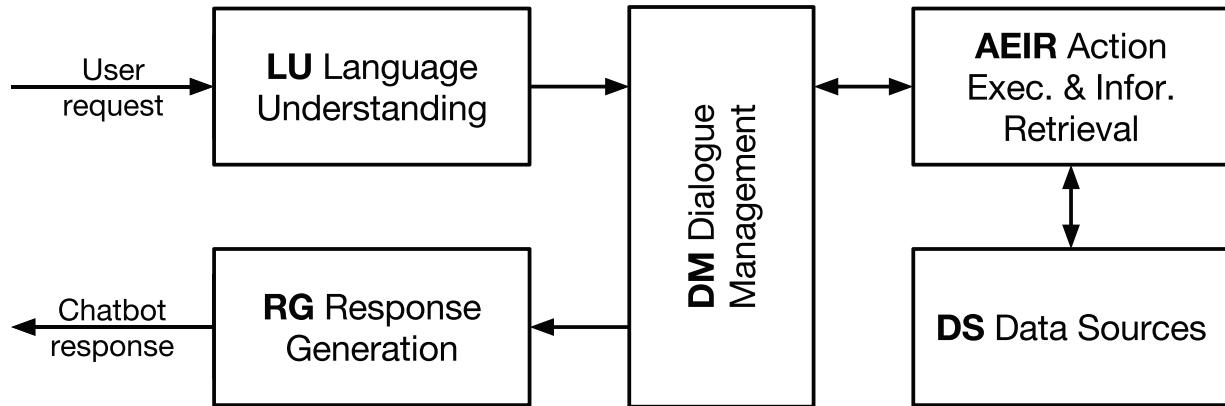 User
request
LU Language
Understanding
DM Dialogue
Management
AEIR Action
Exec. & Infor.
Retrieval
Chatbot
response
RG Response
Generation
DS Data Sources